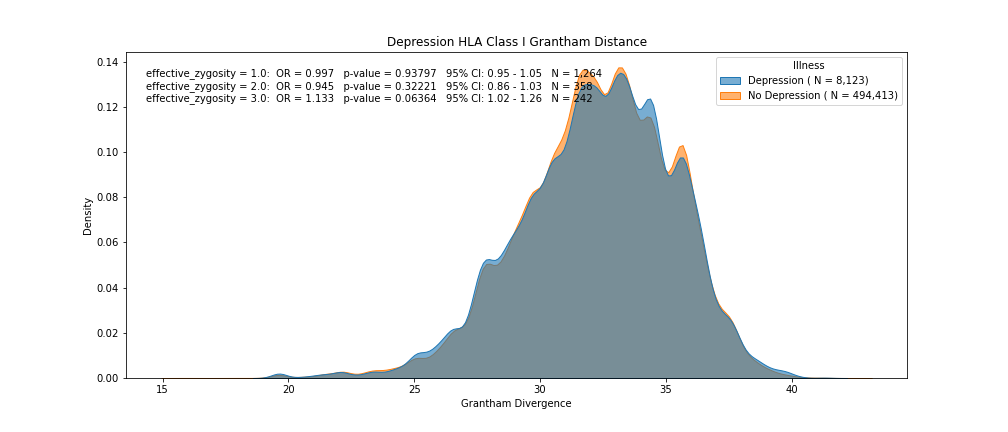 Depression HLA Class I Grantham Distance
effective_zygosity = 1.0: OR = 0.997 p-value = 0.93797 95% CI: 0.95 - 1.05 N = 1,264
effective_zygosity = 2.0: OR = 0.945 p-value = 0.32221 95% CI: 0.86 - 1.03 N = 358
effective_zygosity = 3.0: OR = 1.133 p-value = 0.06364 95% CI: 1.02 - 1.26 N = 242
Illness
Depression ( N = 8,123)
No Depression ( N = 494,413)
Density
0.14
0.12
0.10
0.08
0.06
0.04
0.02
0.00
15 20 25 30 35 40
Grantham Divergence